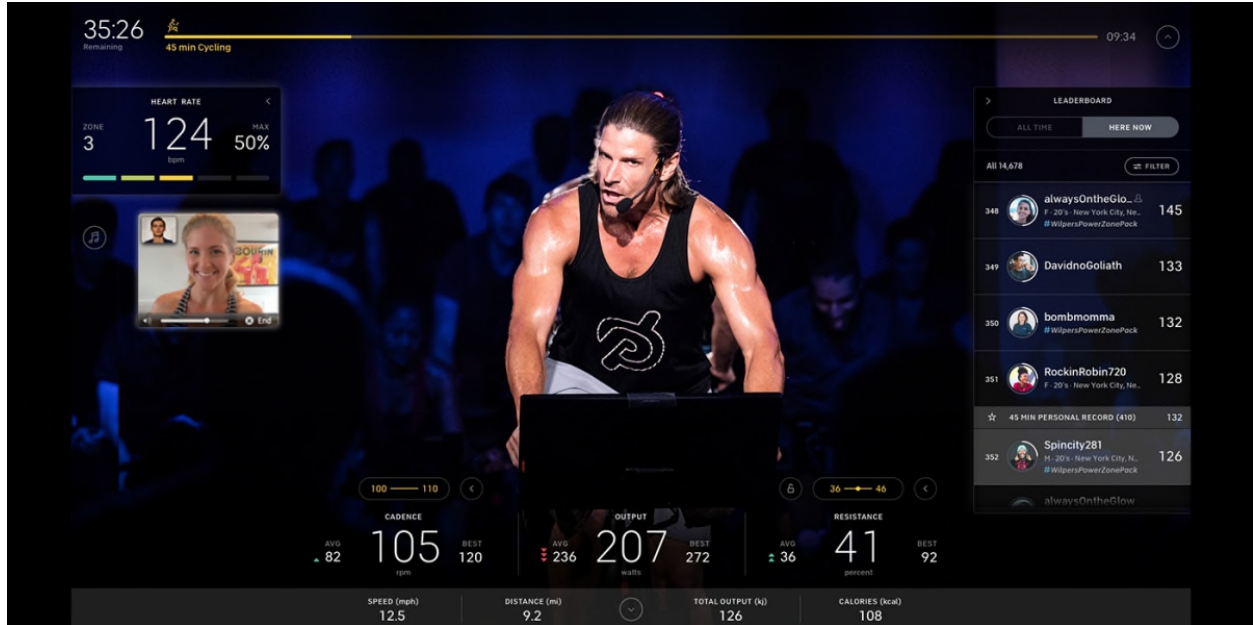 35:26
Remaining
45 min Cycling
09:34
HEART RATE
ZONE
3
124
bpm
MAX
50%
End
LEADERBOARD
ALL TIME
HERE NOW
All 14,678
FILTER
348
alwaysOntheGlo..
F · 20's · New York City, Ne..
#WilpersPowerZonePack
145
349
DavidnoGoliath
133
350
bombmomma
#WilpersPowerZonePack
132
351
RockinRobin720
F · 20's · New York City, Ne..
128
45 MIN PERSONAL RECORD (410)
132
352
Spincity281
M · 20's · New York City, N..
#WilpersPowerZonePack
126
alwaysOntheGlow
100 110
36 46
CADENCE
AVG
82
105
rpm
BEST
120
OUTPUT
AVG
236
207
watts
BEST
272
RESISTANCE
AVG
36
41
percent
BEST
92
SPEED (mph)
12.5
DISTANCE (mi)
9.2
TOTAL OUTPUT (kj)
126
CALORIES (kcal)
108